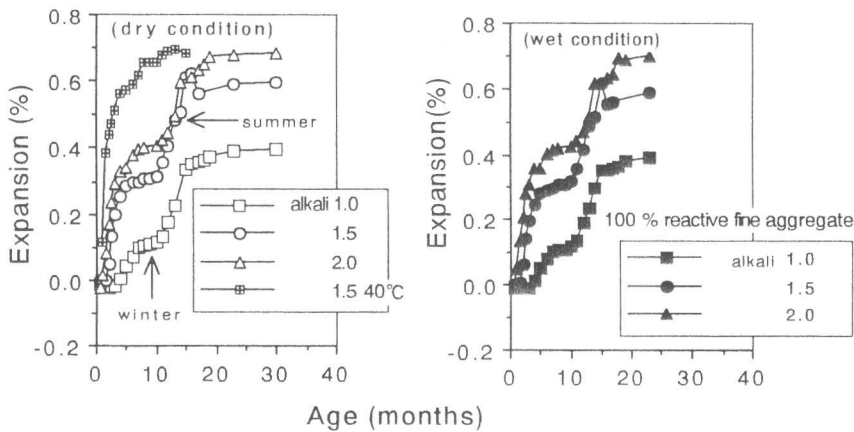 (dry condition)
0.8
0.6
0.4
0.2
0.0
-0.2
Expansion (%)
summer
winter
alkali 1.0
1.5
2.0
1.5 40℃
0 10 20 30 40
(wet condition)
0.8
0.6
0.4
0.2
0.0
-0.2
Expansion(%)
100 % reactive fine aggregate
alkali 1.0
1.5
2.0
0 10 20 30 40
Age (months)